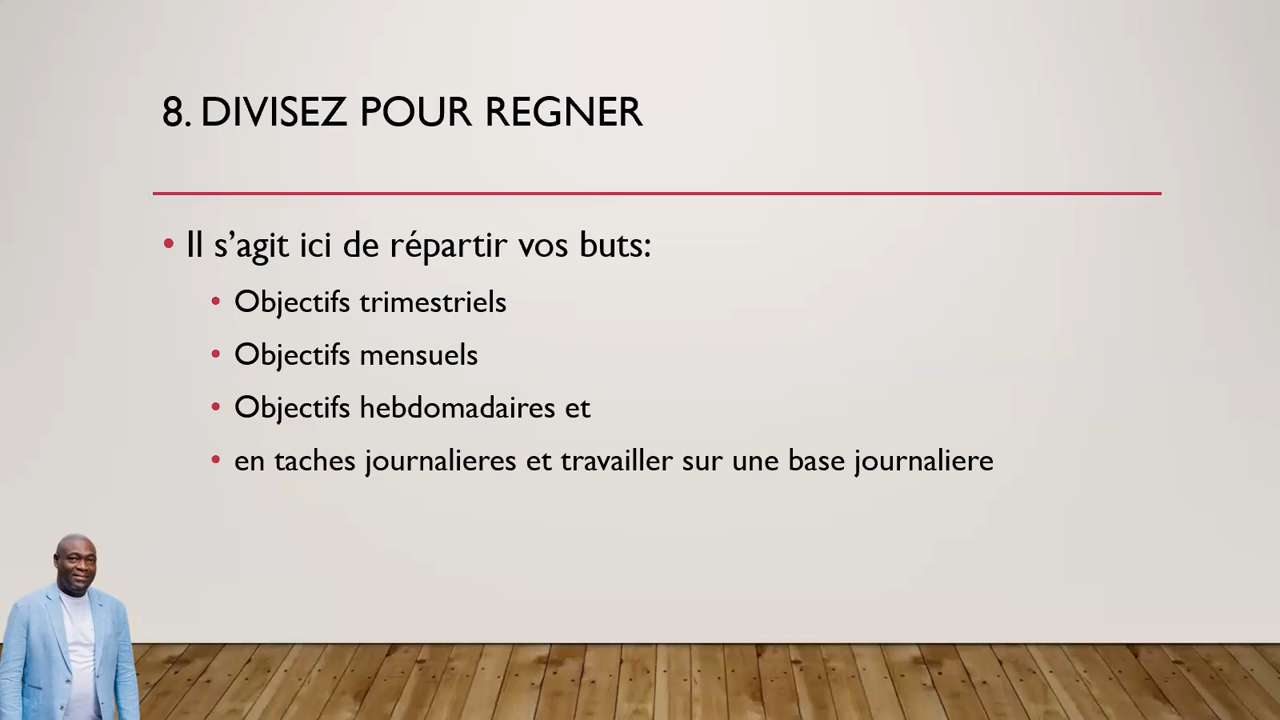 8. DIVISEZ POUR REGNER
• Il s’agit ici de répartir vos buts:
• Objectifs trimestriels
• Objectifs mensuels
• Objectifs hebdomadaires et
• en taches journalieres et travailler sur une base journaliere